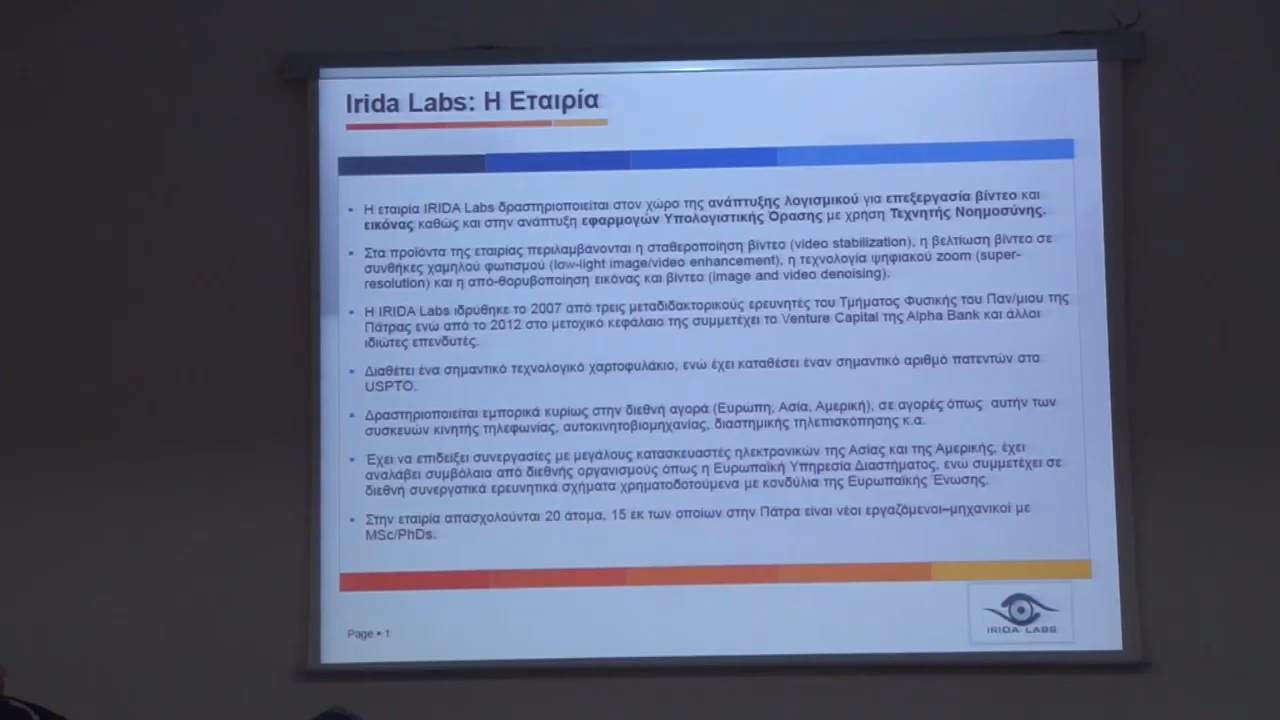 Irida Labs: Η Εταιρία
▪ Η εταιρία IRIDA Labs δραστηριοποιείται στον χώρο της ανάπτυξης λογισμικού για επεξεργασία βίντεο και
εικόνας καθώς και στην ανάπτυξη εφαρμογών Υπολογιστικής Όρασης με χρήση Τεχνητής Νοημοσύνης.
▪ Στα προϊόντα της εταιρίας περιλαμβάνονται η σταθεροποίηση βίντεο (video stabilization), η βελτίωση βίντεο σε
συνθήκες χαμηλού φωτισμού (low-light image/video enhancement), η τεχνολογία ψηφιακού zoom (super-
resolution) και η απο-θορυβοποίηση εικόνας και βίντεο (image and video denoising).
▪ Η IRIDA Labs ιδρύθηκε το 2007 από τρεις μεταδιδακτορικούς ερευνητές του Τμήματος Φυσικής του Παν/μιου της
Πάτρας ενώ από το 2012 στο μετοχικό κεφάλαιο της συμμετέχει το Venture Capital της Alpha Bank και άλλοι
ιδιώτες επενδυτές.
▪ Διαθέτει ένα σημαντικό τεχνολογικό χαρτοφυλάκιο, ενώ έχει καταθέσει έναν σημαντικό αριθμό πατεντών στο
USPTO.
▪ Δραστηριοποιείται εμπορικά κυρίως στην διεθνή αγορά (Ευρώπη, Ασία, Αμερική), σε αγορές όπως αυτήν των
συσκευών κινητής τηλεφωνίας, αυτοκινητοβιομηχανίας, διαστημικής τηλεπισκόπησης κ.α.
▪ Έχει να επιδείξει συνεργασίες με μεγάλους κατασκευαστές ηλεκτρονικών της Ασίας και της Αμερικής, έχει
αναλάβει συμβόλαια από διεθνής οργανισμούς όπως η Ευρωπαϊκή Υπηρεσία Διαστήματος, ενώ συμμετέχει σε
διεθνή συνεργατικά ερευνητικά σχήματα χρηματοδοτούμενα με κονδύλια της Ευρωπαϊκής Ένωσης.
▪ Στην εταιρία απασχολούνται 20 άτομα, 15 εκ των οποίων στην Πάτρα είναι νέοι εργαζόμενοι–μηχανικοί με
MSc/PhDs.
Page ▪ 1
IRIDA LABS